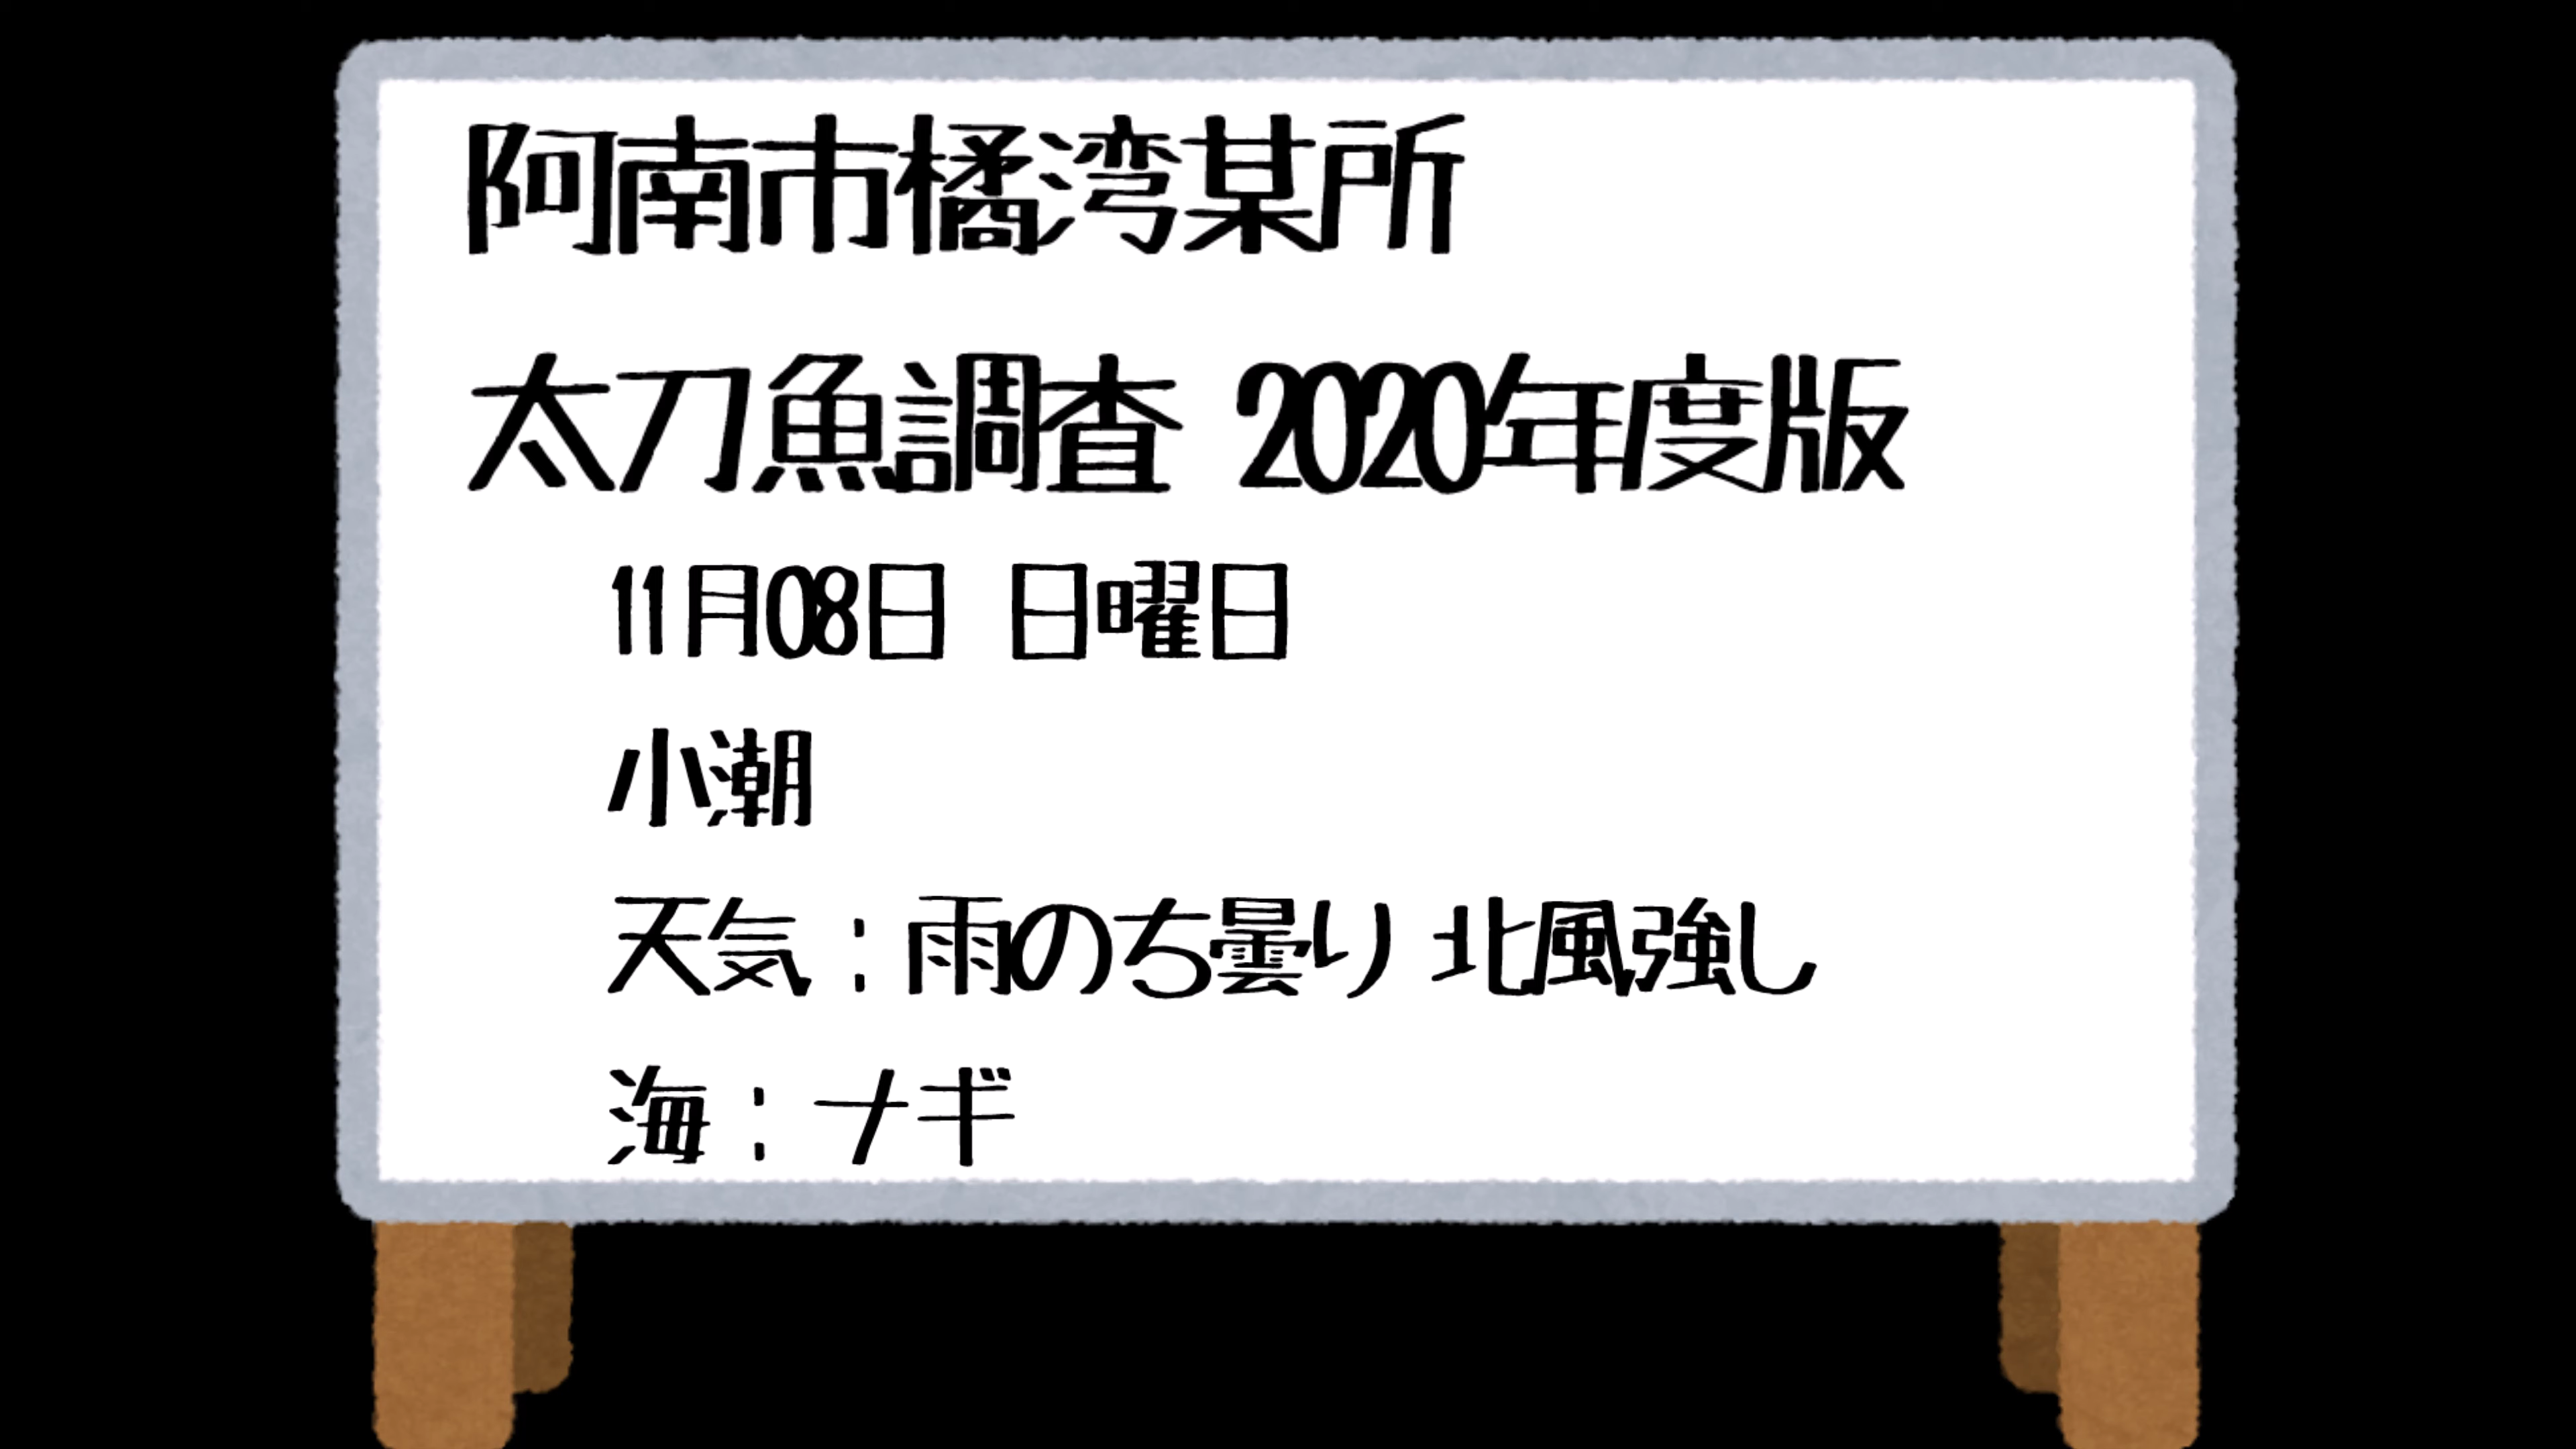 阿南市橘湾某所
太刀魚調査 2020年度版
11月08日 日曜日
小潮
天気：雨のち曇り 北風強し
海：ナギ